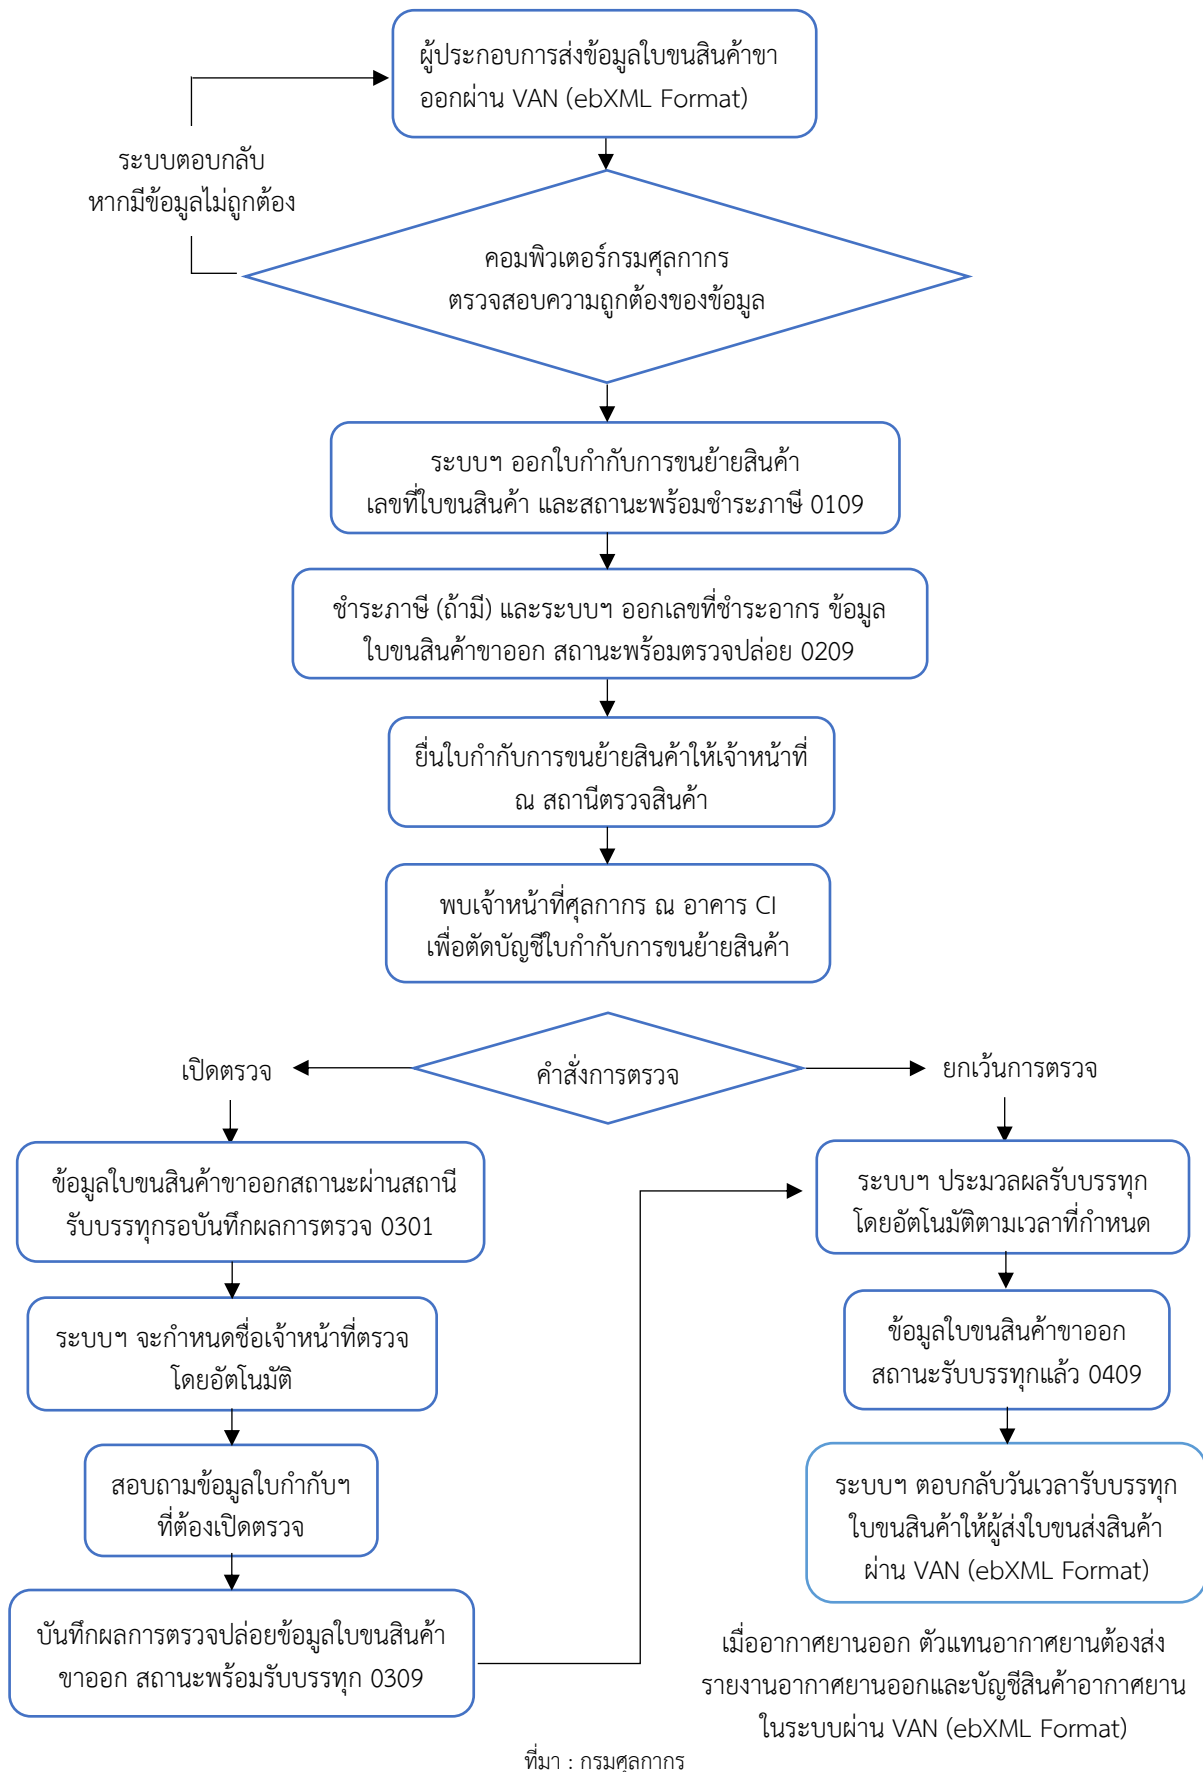 ผู้ประกอบการส่งข้อมูลใบขนสินค้าขา
ออกผ่าน VAN (ebXML Format)
ระบบตอบกลับ
หากมีข้อมูลไม่ถูกต้อง
คอมพิวเตอร์กรมศุลกากร
ตรวจสอบความถูกต้องของข้อมูล
ระบบฯ ออกใบกำกับการขนย้ายสินค้า
เลขที่ใบขนสินค้า และสถานะพร้อมชำระภาษี 0109
ชำระภาษี (ถ้ามี) และระบบฯ ออกเลขที่ชำระอากร ข้อมูล
ใบขนสินค้าขาออก สถานะพร้อมตรวจปล่อย 0209
ยื่นใบกำกับการขนย้ายสินค้าให้เจ้าหน้าที่
ณ สถานีตรวจสินค้า
พบเจ้าหน้าที่ศุลกากร ณ อาคาร CI
เพื่อตัดบัญชีใบกำกับการขนย้ายสินค้า
คำสั่งการตรวจ
เปิดตรวจ
ข้อมูลใบขนสินค้าขาออกสถานะผ่านสถานี
รับบรรทุกรอบันทึกผลการตรวจ 0301
ระบบฯ จะกำหนดชื่อเจ้าหน้าที่ตรวจ
โดยอัตโนมัติ
สอบถามข้อมูลใบกำกับฯ
ที่ต้องเปิดตรวจ
บันทึกผลการตรวจปล่อยข้อมูลใบขนสินค้า
ขาออก สถานะพร้อมรับบรรทุก 0309
ยกเว้นการตรวจ
ระบบฯ ประมวลผลรับบรรทุก
โดยอัตโนมัติตามเวลาที่กำหนด
ข้อมูลใบขนสินค้าขาออก
สถานะรับบรรทุกแล้ว 0409
ระบบฯ ตอบกลับวันเวลารับบรรทุก
ใบขนสินค้าให้ผู้ส่งใบขนส่งสินค้า
ผ่าน VAN (ebXML Format)
เมื่ออากาศยานออก ตัวแทนอากาศยานต้องส่ง
รายงานอากาศยานออกและบัญชีสินค้าอากาศยาน
ในระบบผ่าน VAN (ebXML Format)
ที่มา : กรมศุลกากร